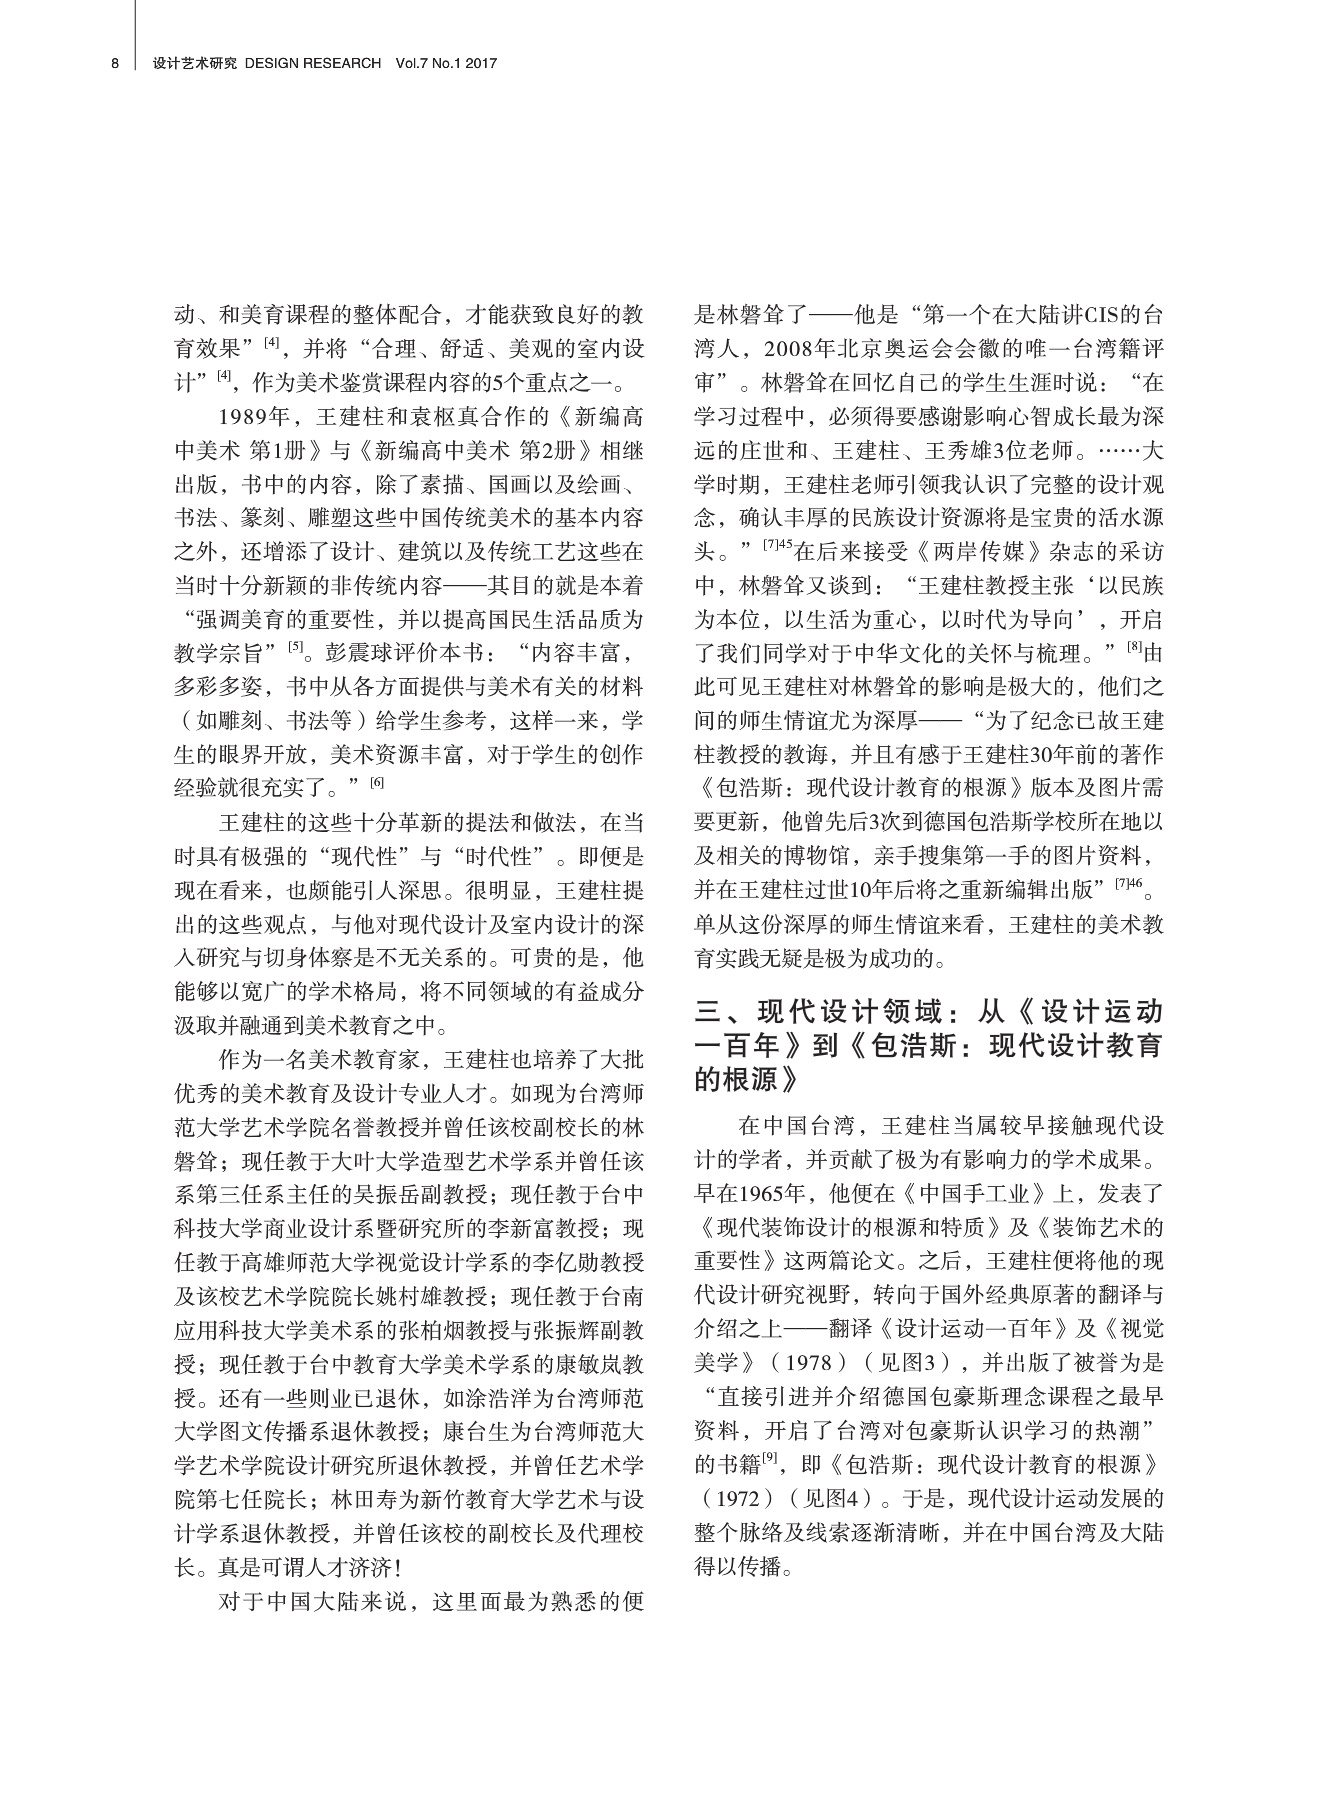 8 设计艺术研究 DESIGN RESEARCH Vol.7 No.1 2017
动、和美育课程的整体配合，才能获致良好的教
育效果”[4]，并将“合理、舒适、美观的室内设
计”[4]，作为美术鉴赏课程内容的5个重点之一。
1989年，王建柱和袁枢真合作的《新编高
中美术 第1册》与《新编高中美术 第2册》相继
出版，书中的内容，除了素描、国画以及绘画、
书法、篆刻、雕塑这些中国传统美术的基本内容
之外，还增添了设计、建筑以及传统工艺这些在
当时十分新颖的非传统内容——其目的就是本着
“强调美育的重要性，并以提高国民生活品质为
教学宗旨”[5]。彭震球评价本书：“内容丰富，
多彩多姿，书中从各方面提供与美术有关的材料
（如雕刻、书法等）给学生参考，这样一来，学
生的眼界开放，美术资源丰富，对于学生的创作
经验就很充实了。”[6]
王建柱的这些十分革新的提法和做法，在当
时具有极强的“现代性”与“时代性”。即便是
现在看来，也颇能引人深思。很明显，王建柱提
出的这些观点，与他对现代设计及室内设计的深
入研究与切身体察是不无关系的。可贵的是，他
能够以宽广的学术格局，将不同领域的有益成分
汲取并融通到美术教育之中。
作为一名美术教育家，王建柱也培养了大批
优秀的美术教育及设计专业人才。如现为台湾师
范大学艺术学院名誉教授并曾任该校副校长的林
磐耸；现任教于大叶大学造型艺术学系并曾任该
系第三任系主任的吴振岳副教授；现任教于台中
科技大学商业设计系暨研究所的李新富教授；现
任教于高雄师范大学视觉设计学系的李亿勋教授
及该校艺术学院院长姚村雄教授；现任教于台南
应用科技大学美术系的张柏烟教授与张振辉副教
授；现任教于台中教育大学美术学系的康敏岚教
授。还有一些则业已退休，如涂浩洋为台湾师范
大学图文传播系退休教授；康台生为台湾师范大
学艺术学院设计研究所退休教授，并曾任艺术学
院第七任院长；林田寿为新竹教育大学艺术与设
计学系退休教授，并曾任该校的副校长及代理校
长。真是可谓人才济济！
对于中国大陆来说，这里面最为熟悉的便
是林磐耸了——他是“第一个在大陆讲CIS的台
湾人，2008年北京奥运会会徽的唯一台湾籍评
审”。林磐耸在回忆自己的学生生涯时说：“在
学习过程中，必须得要感谢影响心智成长最为深
远的庄世和、王建柱、王秀雄3位老师。……大
学时期，王建柱老师引领我认识了完整的设计观
念，确认丰厚的民族设计资源将是宝贵的活水源
头。”[7]45在后来接受《两岸传媒》杂志的采访
中，林磐耸又谈到：“王建柱教授主张‘以民族
为本位，以生活为重心，以时代为导向’，开启
了我们同学对于中华文化的关怀与梳理。”[8]由
此可见王建柱对林磐耸的影响是极大的，他们之
间的师生情谊尤为深厚——“为了纪念已故王建
柱教授的教诲，并且有感于王建柱30年前的著作
《包浩斯：现代设计教育的根源》版本及图片需
要更新，他曾先后3次到德国包浩斯学校所在地以
及相关的博物馆，亲手搜集第一手的图片资料，
并在王建柱过世10年后将之重新编辑出版”[7]46。
单从这份深厚的师生情谊来看，王建柱的美术教
育实践无疑是极为成功的。
三、现代设计领域：从《设计运动
一百年》到《包浩斯：现代设计教育
的根源》
在中国台湾，王建柱当属较早接触现代设
计的学者，并贡献了极为有影响力的学术成果。
早在1965年，他便在《中国手工业》上，发表了
《现代装饰设计的根源和特质》及《装饰艺术的
重要性》这两篇论文。之后，王建柱便将他的现
代设计研究视野，转向于国外经典原著的翻译与
介绍之上——翻译《设计运动一百年》及《视觉
美学》（1978）（见图3），并出版了被誉为是
“直接引进并介绍德国包豪斯理念课程之最早
资料，开启了台湾对包豪斯认识学习的热潮”
的书籍[9]，即《包浩斯：现代设计教育的根源》
（1972）（见图4）。于是，现代设计运动发展的
整个脉络及线索逐渐清晰，并在中国台湾及大陆
得以传播。